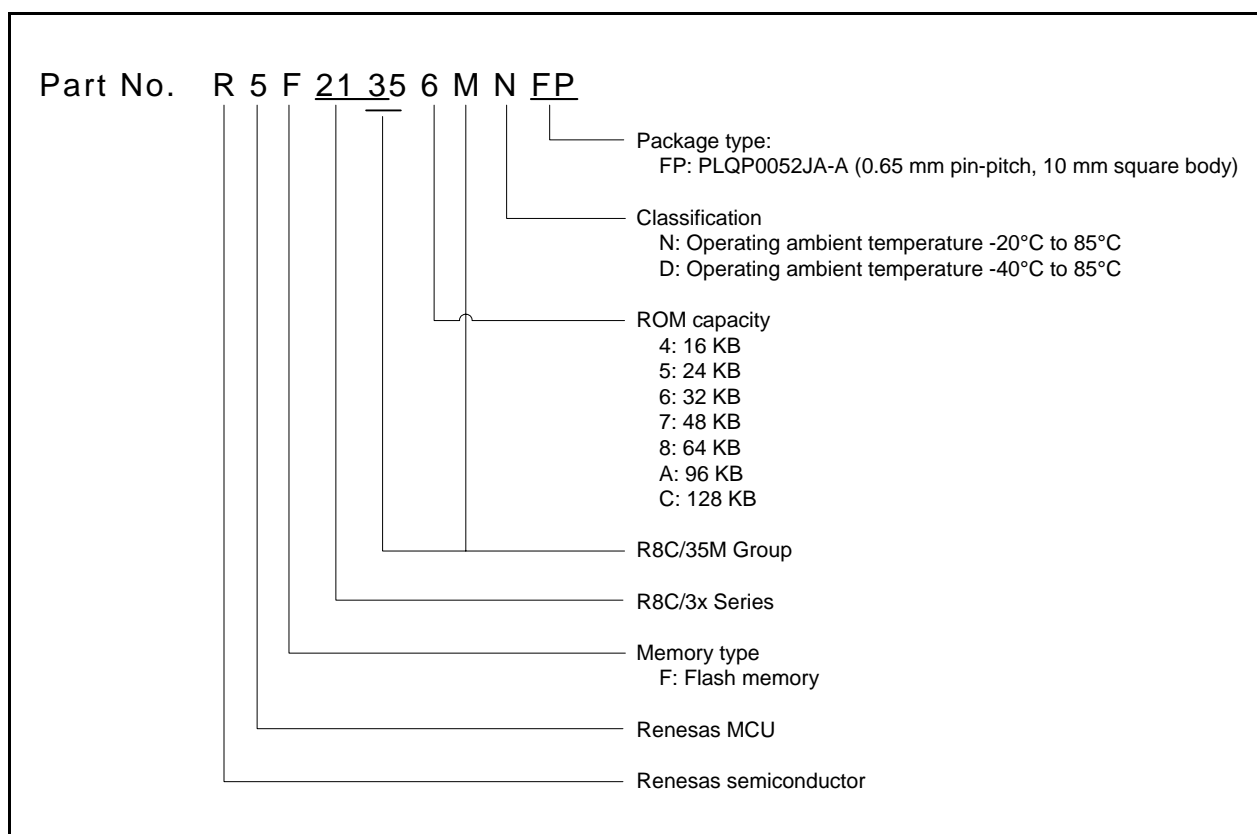 Part No. R 5 F 21 35 6 M N FP
Package type:
FP: PLQP0052JA-A (0.65 mm pin-pitch, 10 mm square body)
Classification
N: Operating ambient temperature -20°C to 85°C
D: Operating ambient temperature -40°C to 85°C
ROM capacity
4: 16 KB
5: 24 KB
6: 32 KB
7: 48 KB
8: 64 KB
A: 96 KB
C: 128 KB
R8C/35M Group
R8C/3x Series
Memory type
F: Flash memory
Renesas MCU
Renesas semiconductor